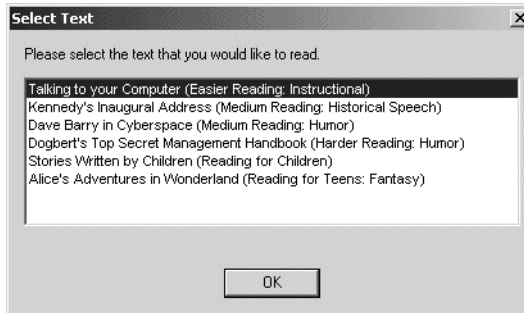 Select Text
Please select the text that you would like to read.
Talking to your Computer (Easier Reading: Instructional)
Kennedy's Inaugural Address (Medium Reading: Historical Speech)
Dave Barry in Cyberspace (Medium Reading: Humor)
Dogbert's Top Secret Management Handbook (Harder Reading: Humor)
Stories Written by Children (Reading for Children)
Alice's Adventures in Wonderland (Reading for Teens: Fantasy)
OK